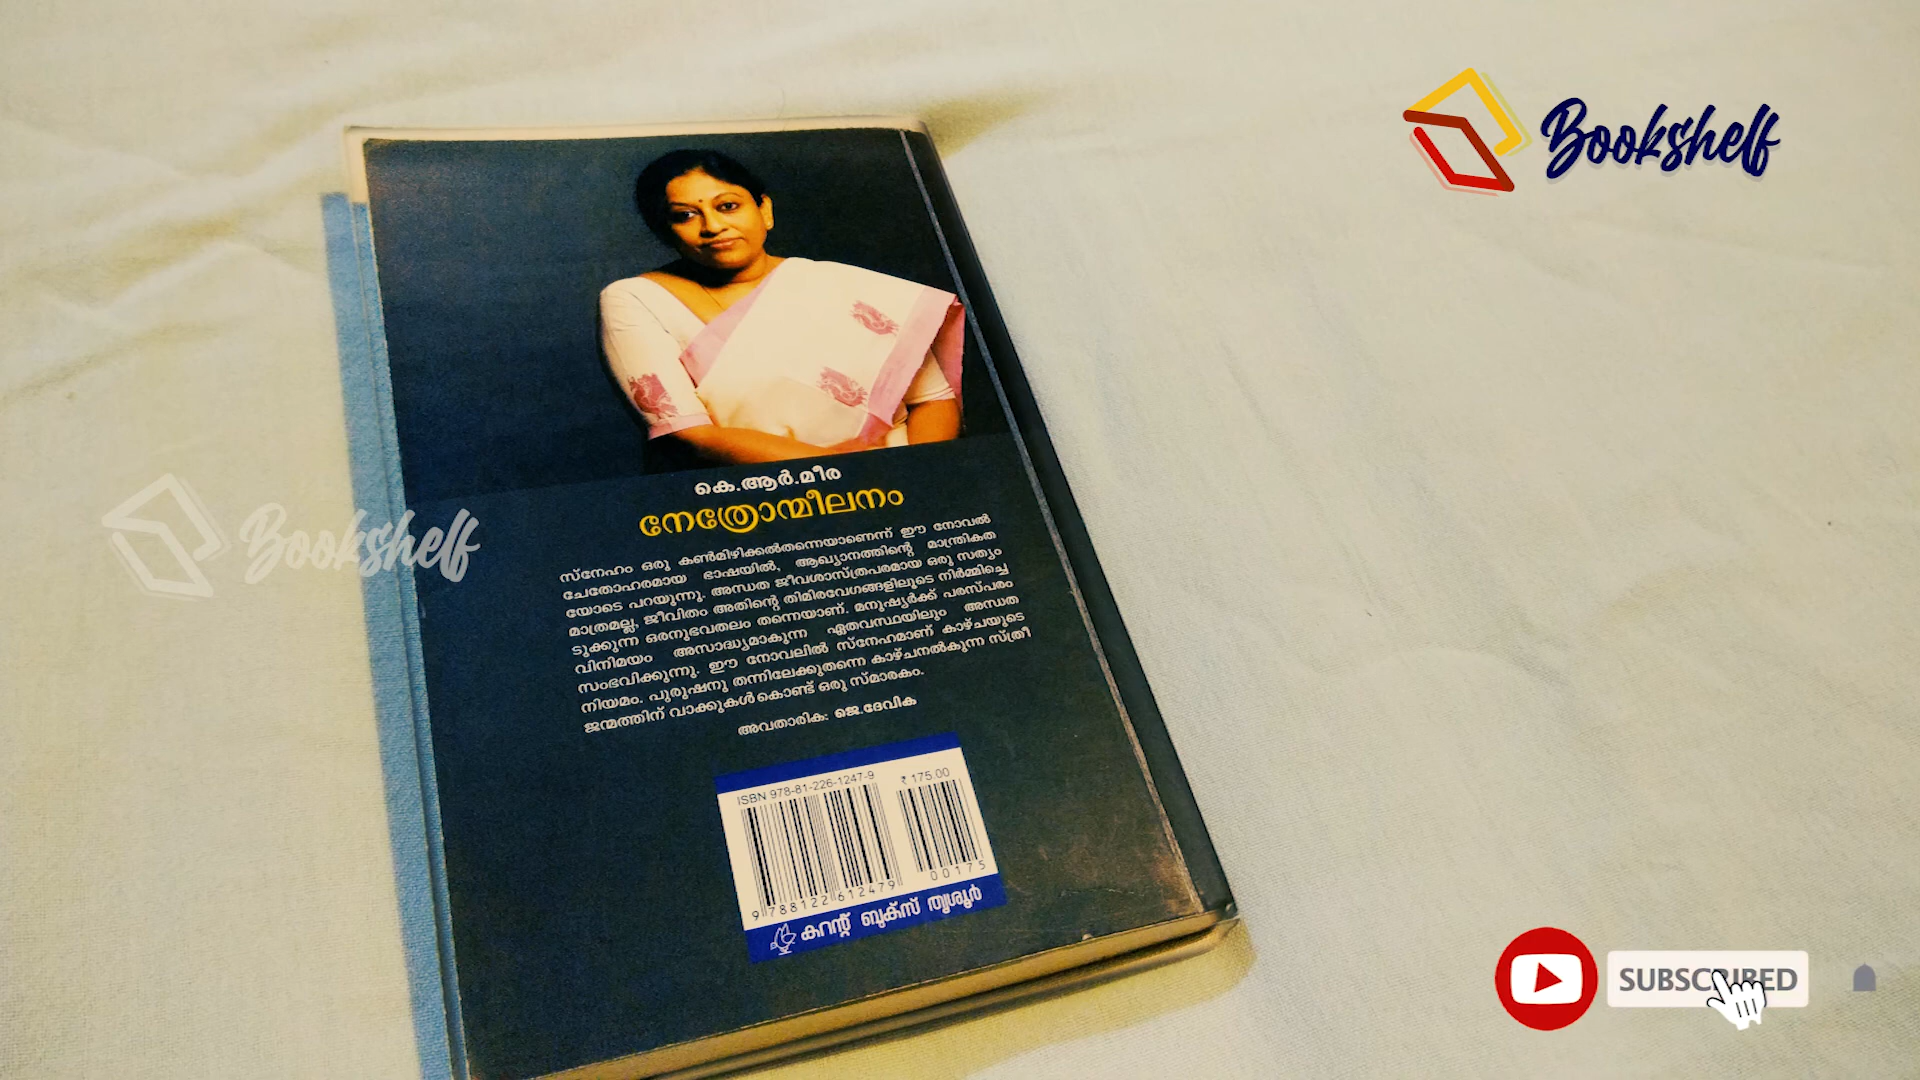 Bookshelf
കെ.ആർ.മീര
നേത്രോന്മീലനം
Bookshelf
സ്നേഹം ഒരു കൺമിഴിക്കൽതന്നെയാണെന്ന് ഈ നോവൽ
ചേതോഹരമായ ഭാഷയിൽ, ആഖ്യാനത്തിന്റെ മാന്ത്രികത
യോടെ പറയുന്നു. അന്ധത ജീവശാസ്ത്രപരമായ ഒരു സത്യം
മാത്രമല്ല, ജീവിതം അതിന്റെ തിമിരവേഗങ്ങളിലൂടെ നിർമ്മിച്ചെ
ടുക്കുന്ന ഒരനുഭവതലം തന്നെയാണ്. മനുഷ്യർക്ക് പരസ്പരം
വിനിമയം അസാദ്ധ്യമാകുന്ന ഏതവസ്ഥയിലും അന്ധത
സംഭവിക്കുന്നു. ഈ നോവലിൽ സ്നേഹമാണ് കാഴ്ചയുടെ
നിയമം. പുരുഷനു തന്നിലേക്കുതന്നെ കാഴ്ചനൽകുന്ന സ്ത്രീ
ജന്മത്തിന് വാക്കുകൾകൊണ്ട് ഒരു സ്മാരകം.
അവതാരിക: ജെ.ദേവിക
ISBN 978-81-226-1247-9 ₹ 175.00
9 788122 612479 00175
കറന്റ് ബുക്സ് തൃശൂർ
SUBSCRIBED